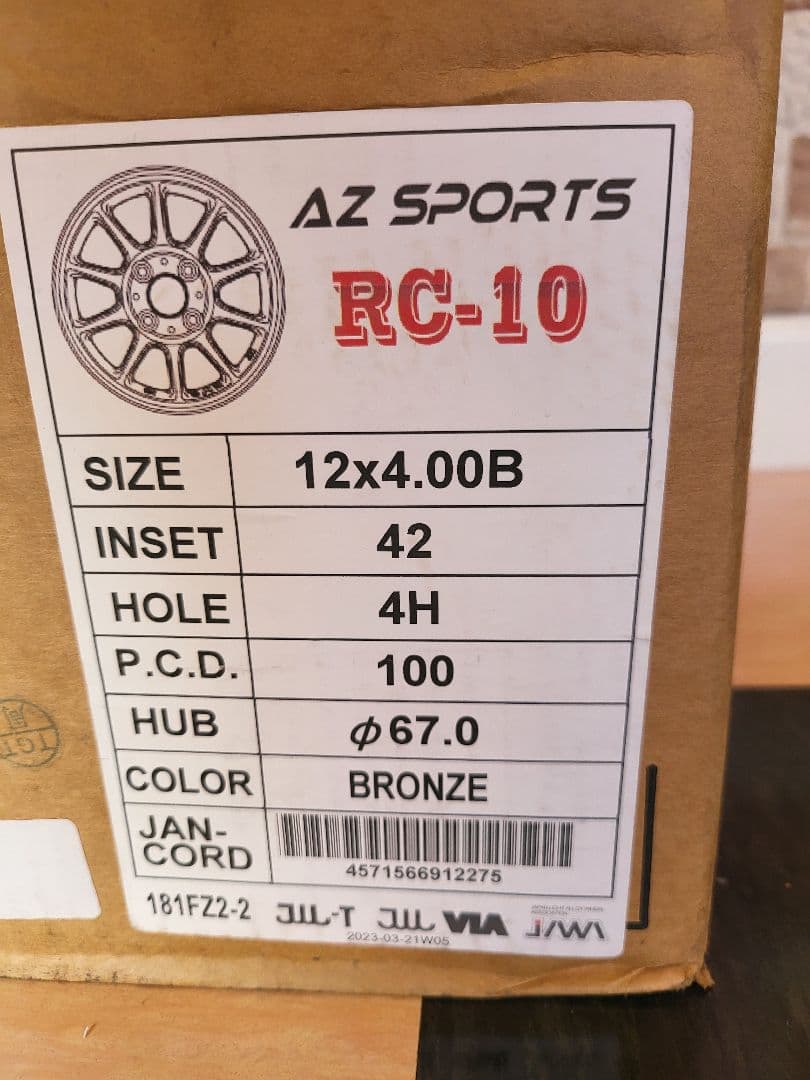 AZ SPORTS
RC-10
SIZE 12x4.00B
INSET 42
HOLE 4H
P.C.D. 100
HUB φ67.0
COLOR BRONZE
JAN-
CORD
4571566912275
181FZ2-2 JWL-T JWL VIA JAWA
2023-03-21W05
TGT